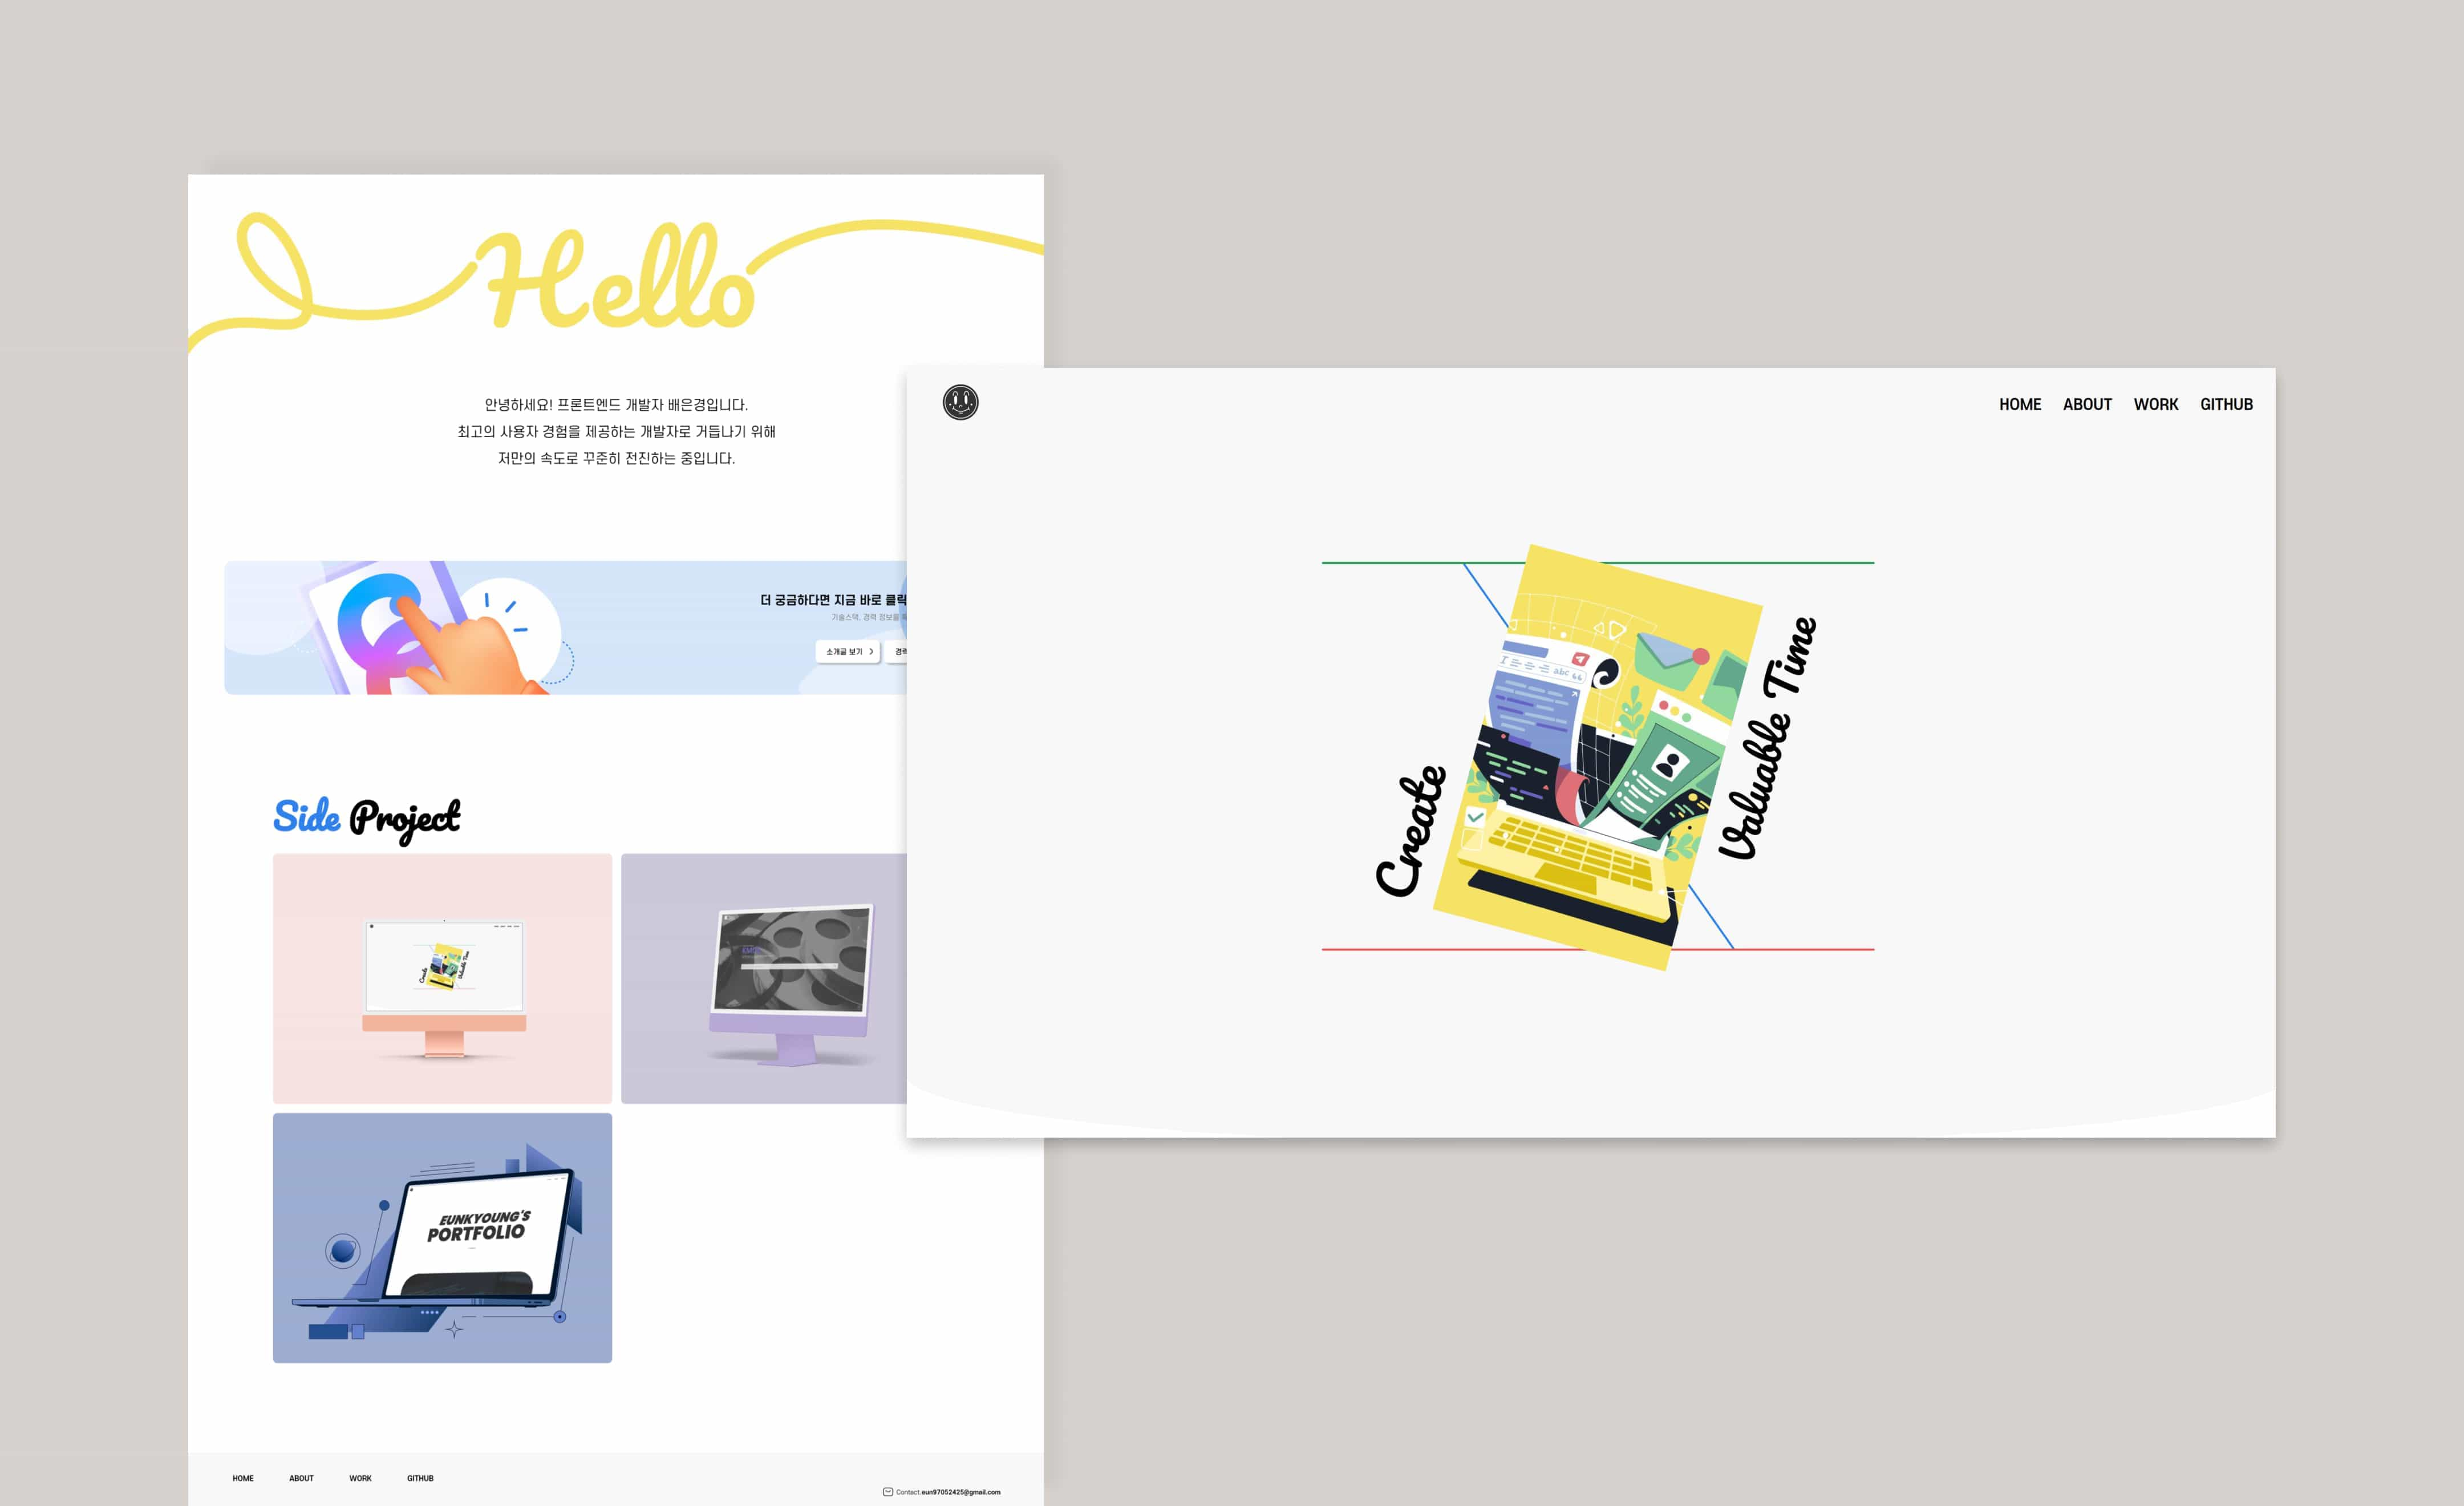 Hello
안녕하세요! 프론트엔드 개발자 배은경입니다.
최고의 사용자 경험을 제공하는 개발자로 거듭나기 위해
저만의 속도로 꾸준히 전진하는 중입니다.
더 궁금하다면 지금 바로 클릭
기술스택, 경력 정보를
소개글 보기
경력
Side Project
Create
Valuable Time
EUNKYOUNG'S
PORTFOLIO
HOME ABOUT WORK GITHUB
Contact.eun97052425@gmail.com
HOME ABOUT WORK GITHUB
Create
Valuable Time
abc